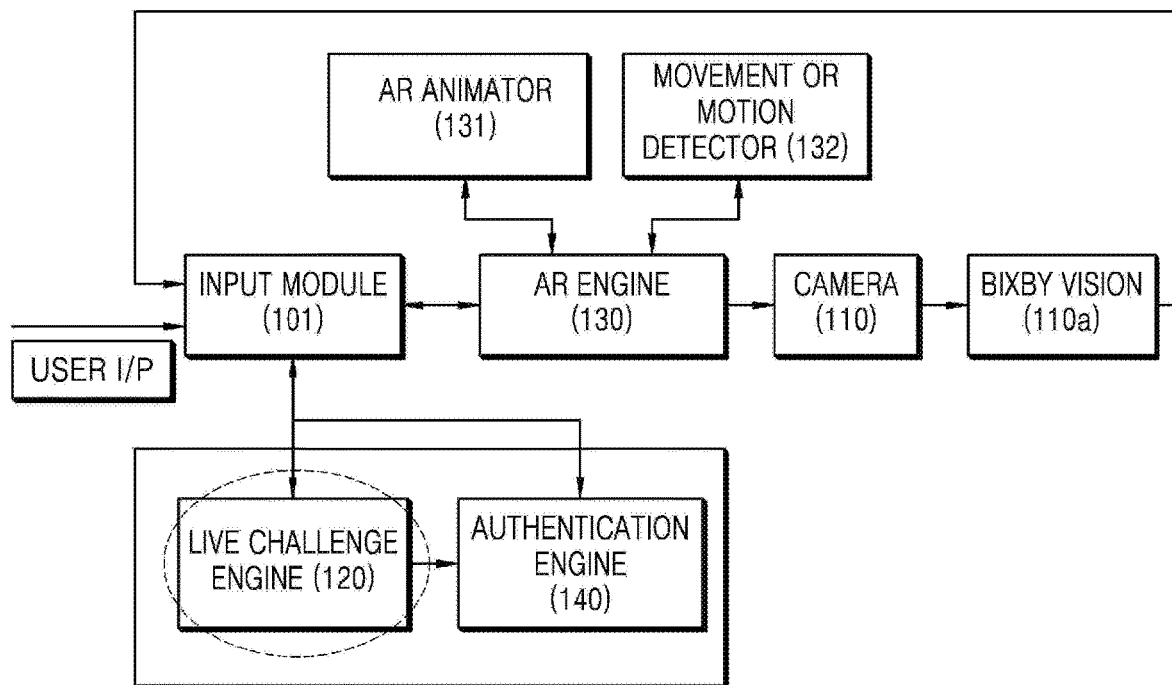 AR ANIMATOR
(131)
MOVEMENT OR
MOTION
DETECTOR (132)
INPUT MODULE
(101)
AR ENGINE
(130)
CAMERA
(110)
BIXBY VISION
(110a)
USER I/P
LIVE CHALLENGE
ENGINE (120)
AUTHENTICATION
ENGINE
(140)